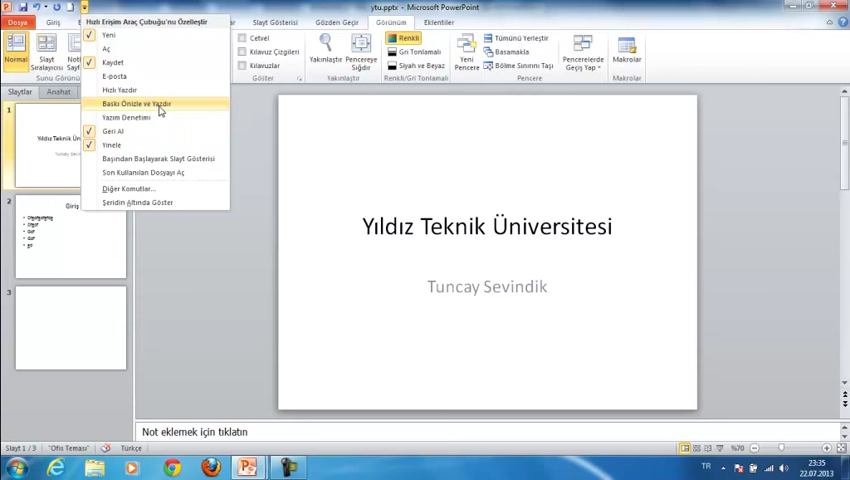 ytu.pptx - Microsoft PowerPoint
Dosya
Giriş
Slayt Gösterisi
Gözden Geçir
Görünüm
Eklentiler
Hızlı Erişim Araç Çubuğu'nu Özelleştir
Yeni
Aç
Kaydet
E-posta
Hızlı Yazdır
Baskı Önizle ve Yazdır
Yazım Denetimi
Geri Al
Yinele
Başından Başlayarak Slayt Gösterisi
Son Kullanılan Dosyayı Aç
Diğer Komutlar...
Şeridin Altında Göster
Normal
Slayt Sıralayıcısı
Cetvel
Kılavuz Çizgileri
Kılavuzlar
Göster
Yakınlaştır
Pencereye Sığdır
Yakınlaştır
Renkli
Gri Tonlamalı
Siyah ve Beyaz
Renkli/Gri Tonlamalı
Yeni Pencere
Tümünü Yerleştir
Basamakla
Bölme Sınırını Taşı
Pencerelerde Geçiş Yap
Pencere
Makrolar
Makrolar
Slaytlar
Anahat
1
2
Giriş
3
Yıldız Teknik Üniversitesi
Tuncay Sevindik
Not eklemek için tıklatın
Slayt 1 / 3
"Ofis Teması"
Türkçe
%70
TR
23:35
22.07.2013